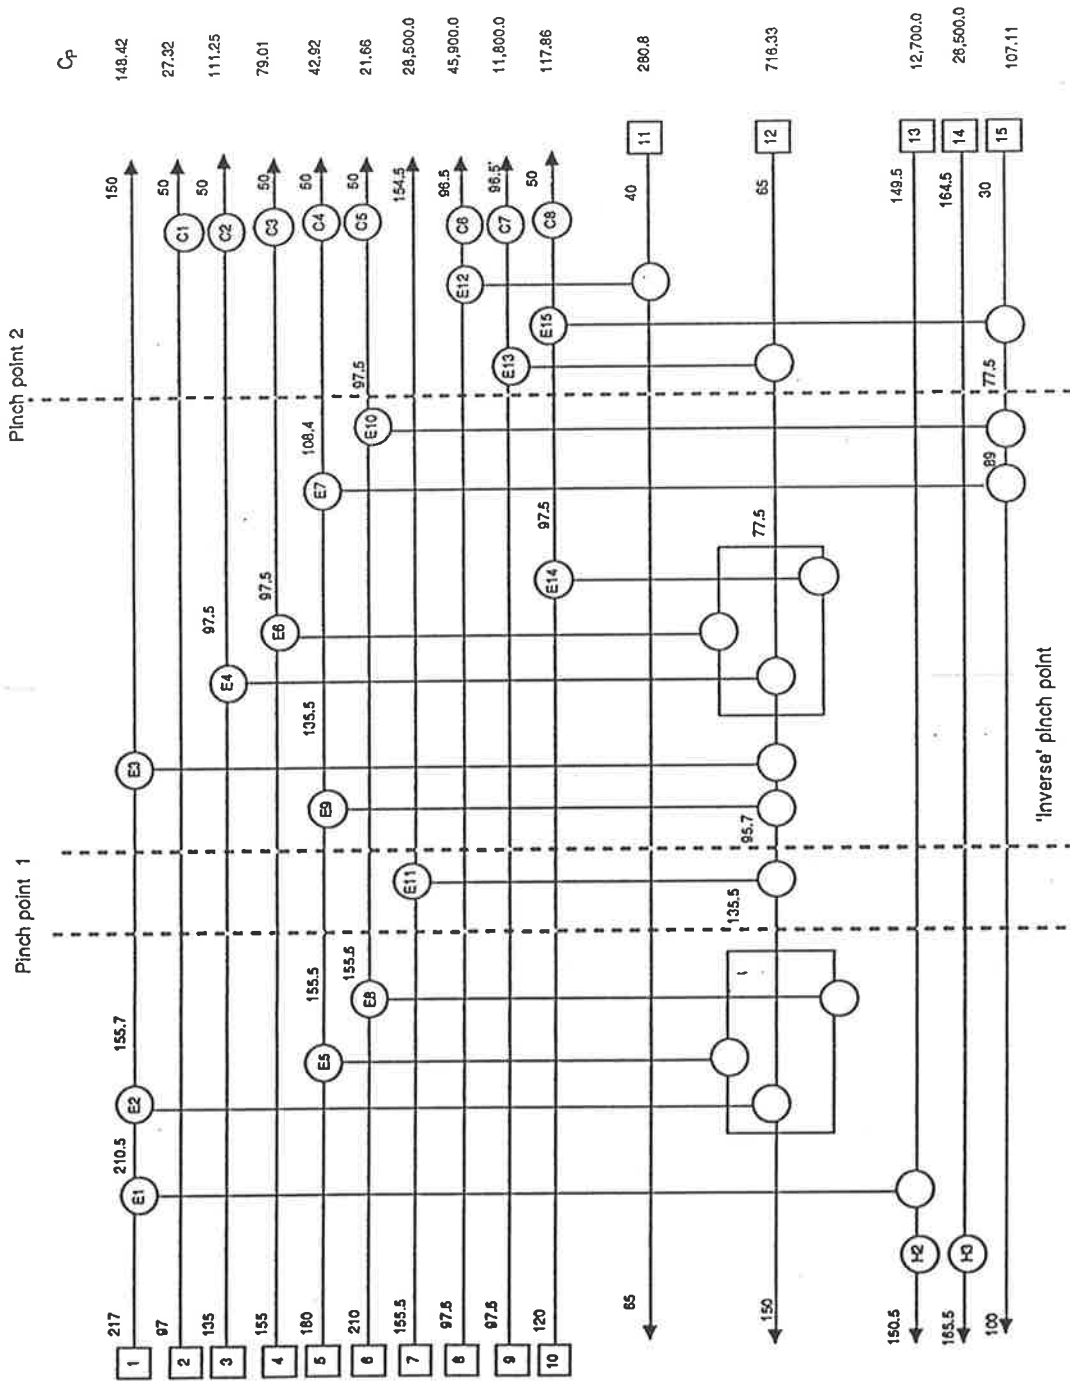 Pinch point 1
Pinch point 2
Cp
1 217 E1 210.5 E2 155.7 E3 150 148.42
2 97 C1 50 27.32
3 135 E4 97.5 C2 50 111.25
4 155 E6 97.5 C3 50 79.01
5 180 E5 155.5 E9 135.5 E7 108.4 C4 50 42.92
6 210 E8 155.5 E10 97.5 C5 50 21.66
7 155.5 E11 154.5 28,500.0
8 97.5 E12 C6 96.5 45,900.0
9 97.5 E13 C7 96.5 11,800.0
10 120 E14 97.5 E15 C8 50 117.86
65 40 11 280.8
150 135.5 95.7 77.5 65 12 716.33
150.5 H2 149.5 13 12,700.0
165.5 H3 164.5 14 26,500.0
100 89 77.5 30 15 107.11
'Inverse' pinch point